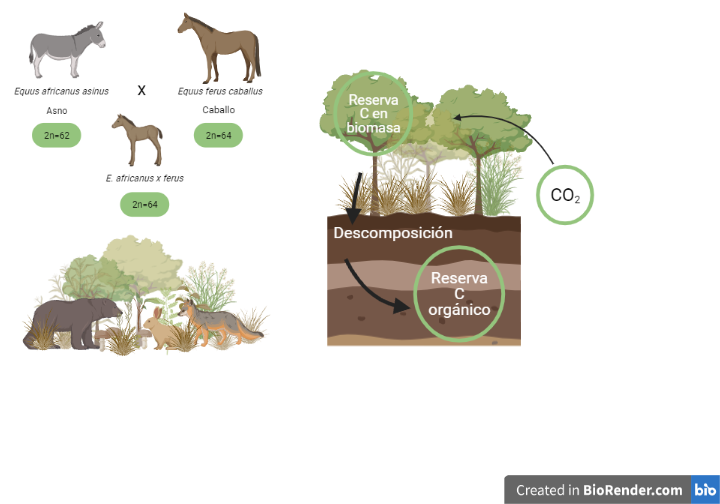 Equus africanus asinus
X
Equus ferus caballus
Asno
Caballo
2n=62
2n=64
E. africanus x ferus
2n=64
Reserva
C en
biomasa
CO2
Descomposición
Reserva
C
orgánico
Created in BioRender.com bio